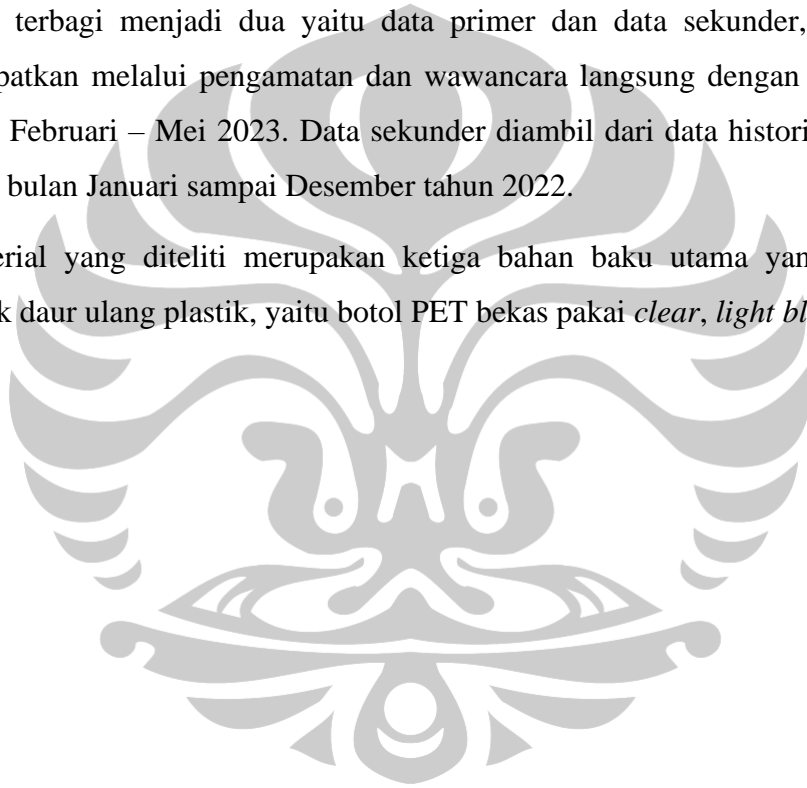 terbagi menjadi dua yaitu data primer dan data sekunder,
patkan melalui pengamatan dan wawancara langsung dengan
Februari – Mei 2023. Data sekunder diambil dari data histori
bulan Januari sampai Desember tahun 2022.
erial yang diteliti merupakan ketiga bahan baku utama yan
k daur ulang plastik, yaitu botol PET bekas pakai clear, light bl